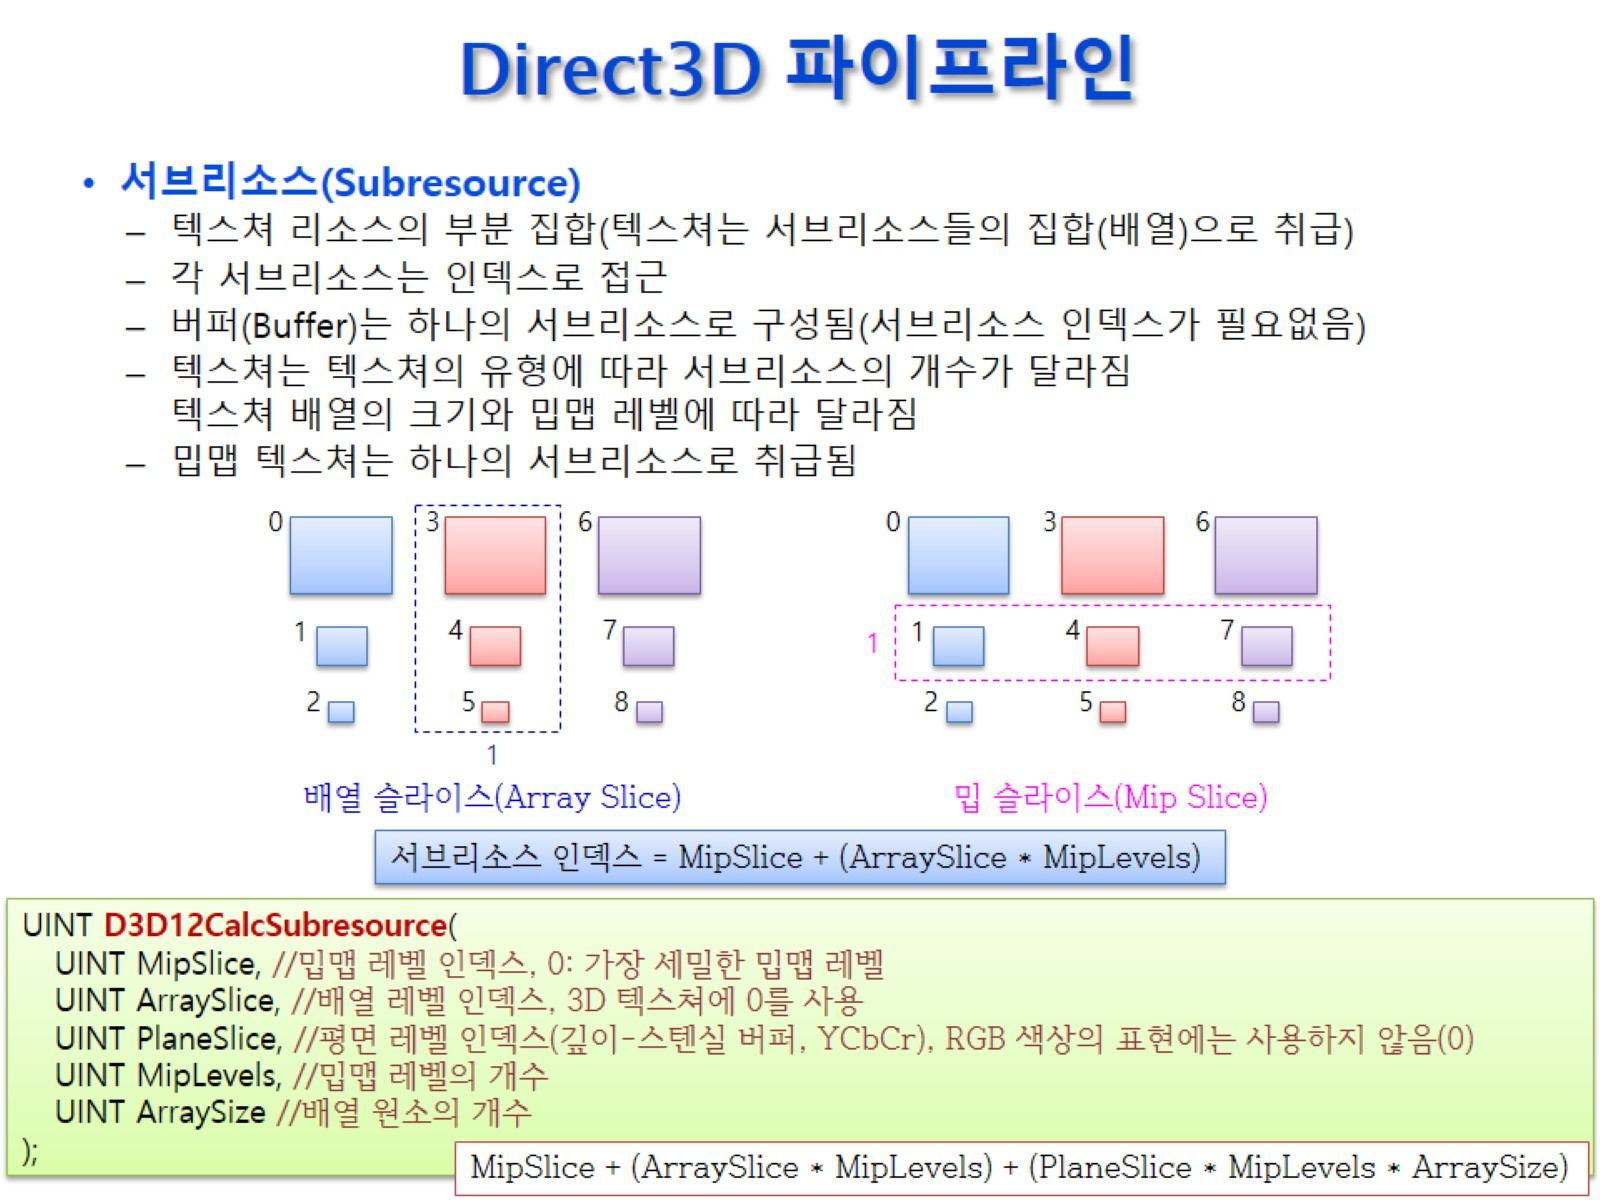 Direct3D 파이프라인
• 서브리소스(Subresource)
– 텍스쳐 리소스의 부분 집합(텍스쳐는 서브리소스들의 집합(배열)으로 취급)
– 각 서브리소스는 인덱스로 접근
– 버퍼(Buffer)는 하나의 서브리소스로 구성됨(서브리소스 인덱스가 필요없음)
– 텍스쳐는 텍스쳐의 유형에 따라 서브리소스의 개수가 달라짐
텍스쳐 배열의 크기와 밉맵 레벨에 따라 달라짐
– 밉맵 텍스쳐는 하나의 서브리소스로 취급됨
0 3 6
1 4 7
2 5 8
1
배열 슬라이스(Array Slice)
0 3 6
1 1 4 7
2 5 8
밉 슬라이스(Mip Slice)
서브리소스 인덱스 = MipSlice + (ArraySlice * MipLevels)
UINT D3D12CalcSubresource(
UINT MipSlice, //밉맵 레벨 인덱스, 0: 가장 세밀한 밉맵 레벨
UINT ArraySlice, //배열 레벨 인덱스, 3D 텍스쳐에 0를 사용
UINT PlaneSlice, //평면 레벨 인덱스(깊이-스텐실 버퍼, YCbCr), RGB 색상의 표현에는 사용하지 않음(0)
UINT MipLevels, //밉맵 레벨의 개수
UINT ArraySize //배열 원소의 개수
);
MipSlice + (ArraySlice * MipLevels) + (PlaneSlice * MipLevels * ArraySize)